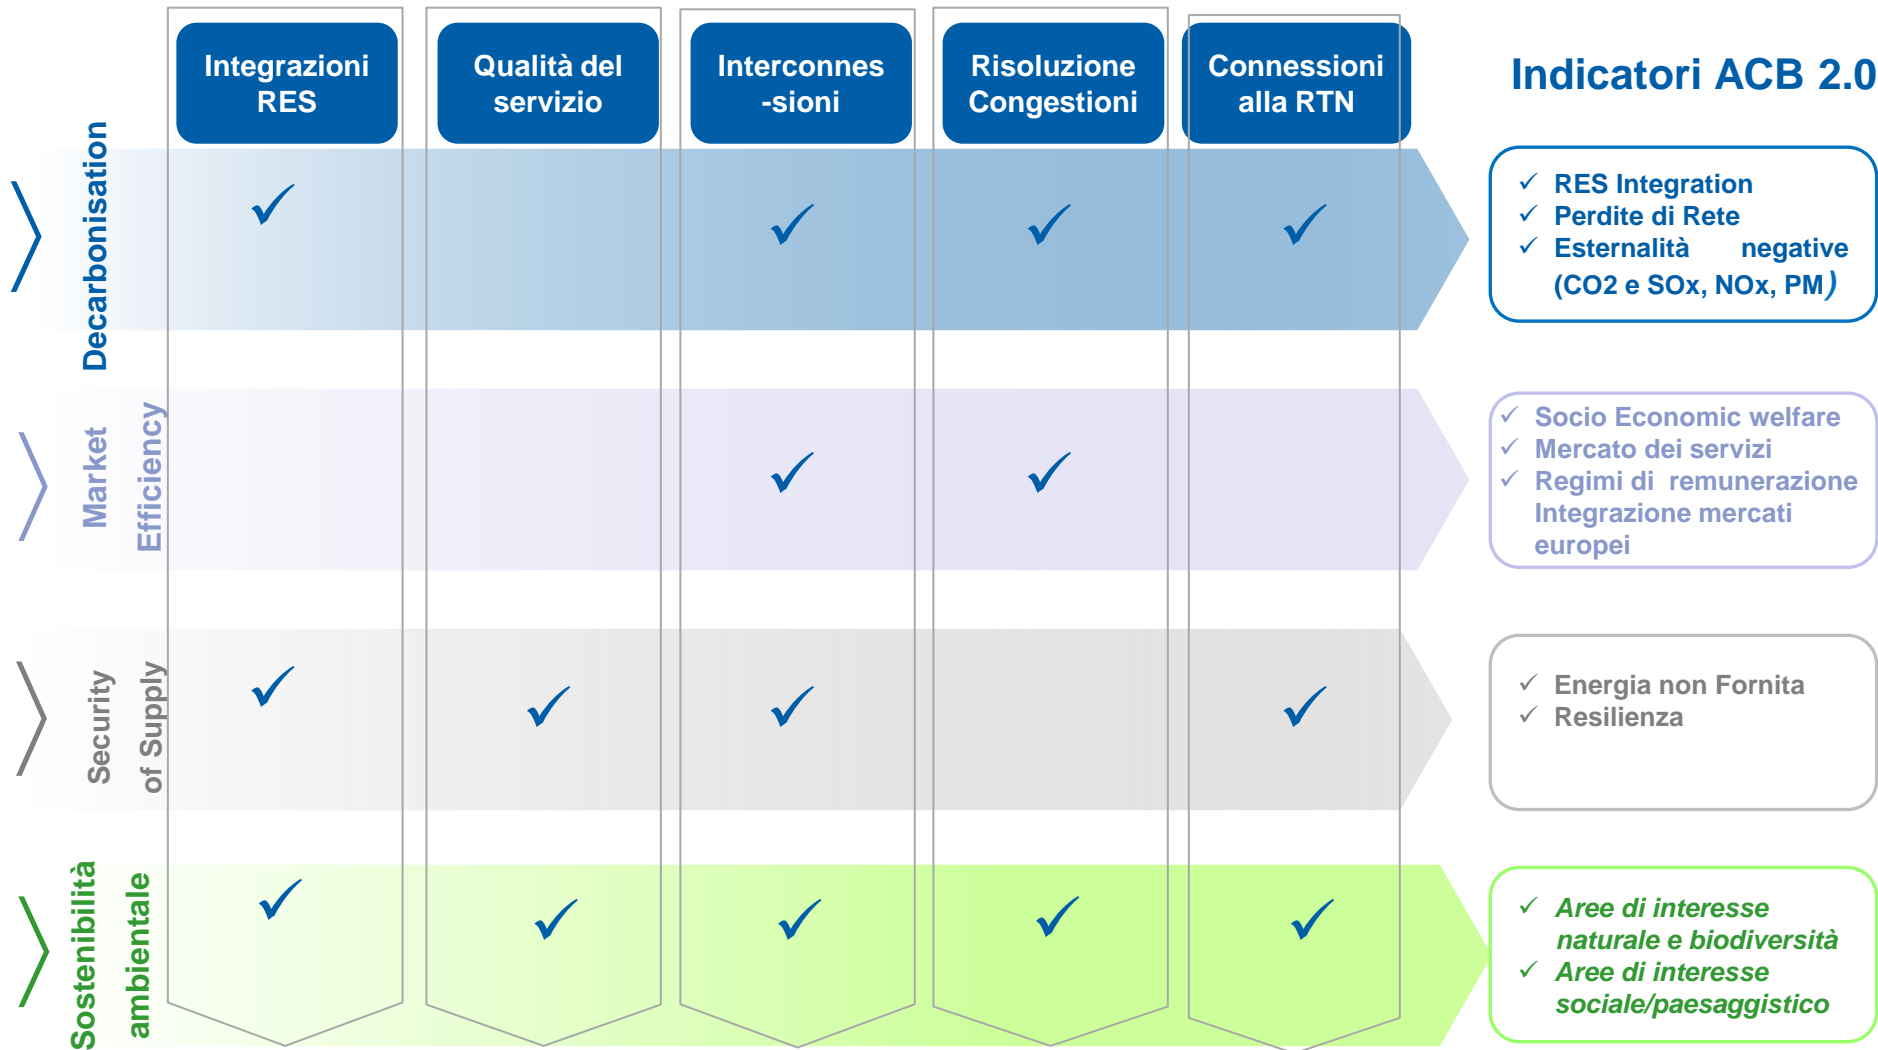 Integrazioni
RES
Qualità del
servizio
Interconnes
-sioni
Risoluzione
Congestioni
Connessioni
alla RTN
Indicatori ACB 2.0
Decarbonisation
✓ RES Integration
✓ Perdite di Rete
✓ Esternalità negative
(CO2 e SOx, NOx, PM)
Market
Efficiency
✓ Socio Economic welfare
✓ Mercato dei servizi
✓ Regimi di remunerazione
Integrazione mercati
europei
Security
of Supply
✓ Energia non Fornita
✓ Resilienza
Sostenibilità
ambientale
✓ Aree di interesse
naturale e biodiversità
✓ Aree di interesse
sociale/paesaggistico